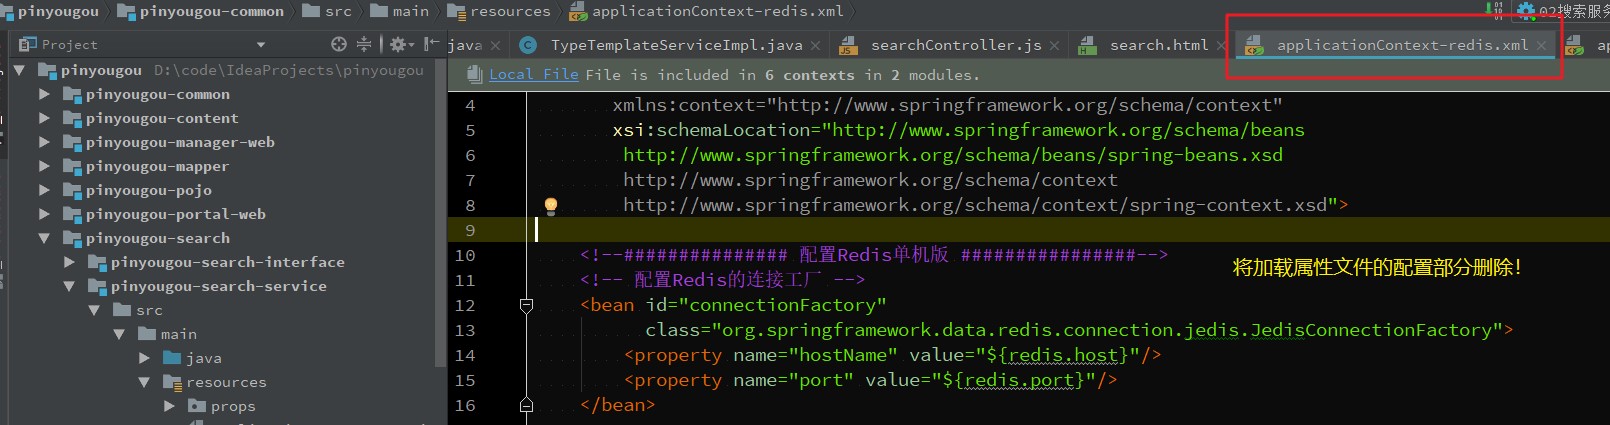 pinyougou pinyougou-common src main resources applicationContext-redis.xml
02搜索服务
Project
java TypeTemplateServiceImpl.java searchController.js search.html applicationContext-redis.xml ap
pinyougou D:\code\IdeaProjects\pinyougou
Local File File is included in 6 contexts in 2 modules.
pinyougou-common
pinyougou-content
pinyougou-manager-web
pinyougou-mapper
pinyougou-pojo
pinyougou-portal-web
pinyougou-search
pinyougou-search-interface
pinyougou-search-service
src
main
java
resources
props
4 xmlns:context="http://www.springframework.org/schema/context"
5 xsi:schemaLocation="http://www.springframework.org/schema/beans
6 http://www.springframework.org/schema/beans/spring-beans.xsd
7 http://www.springframework.org/schema/context
8 http://www.springframework.org/schema/context/spring-context.xsd">
9
10 <!--############### 配置Redis单机版 ################-->
11 <!-- 配置Redis的连接工厂 -->
12 <bean id="connectionFactory"
13 class="org.springframework.data.redis.connection.jedis.JedisConnectionFactory">
14 <property name="hostName" value="${redis.host}"/>
15 <property name="port" value="${redis.port}"/>
16 </bean>
将加载属性文件的配置部分删除!